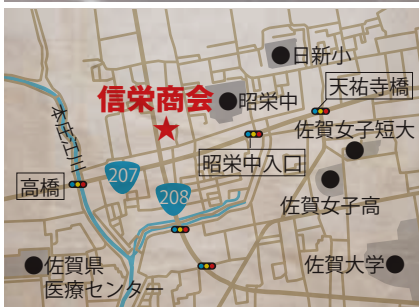 日新小
天祐寺橋
信栄商会
昭栄中
佐賀女子短大
本庄江川
昭栄中入口
207
高橋
208
佐賀女子高
佐賀県
医療センター
佐賀大学